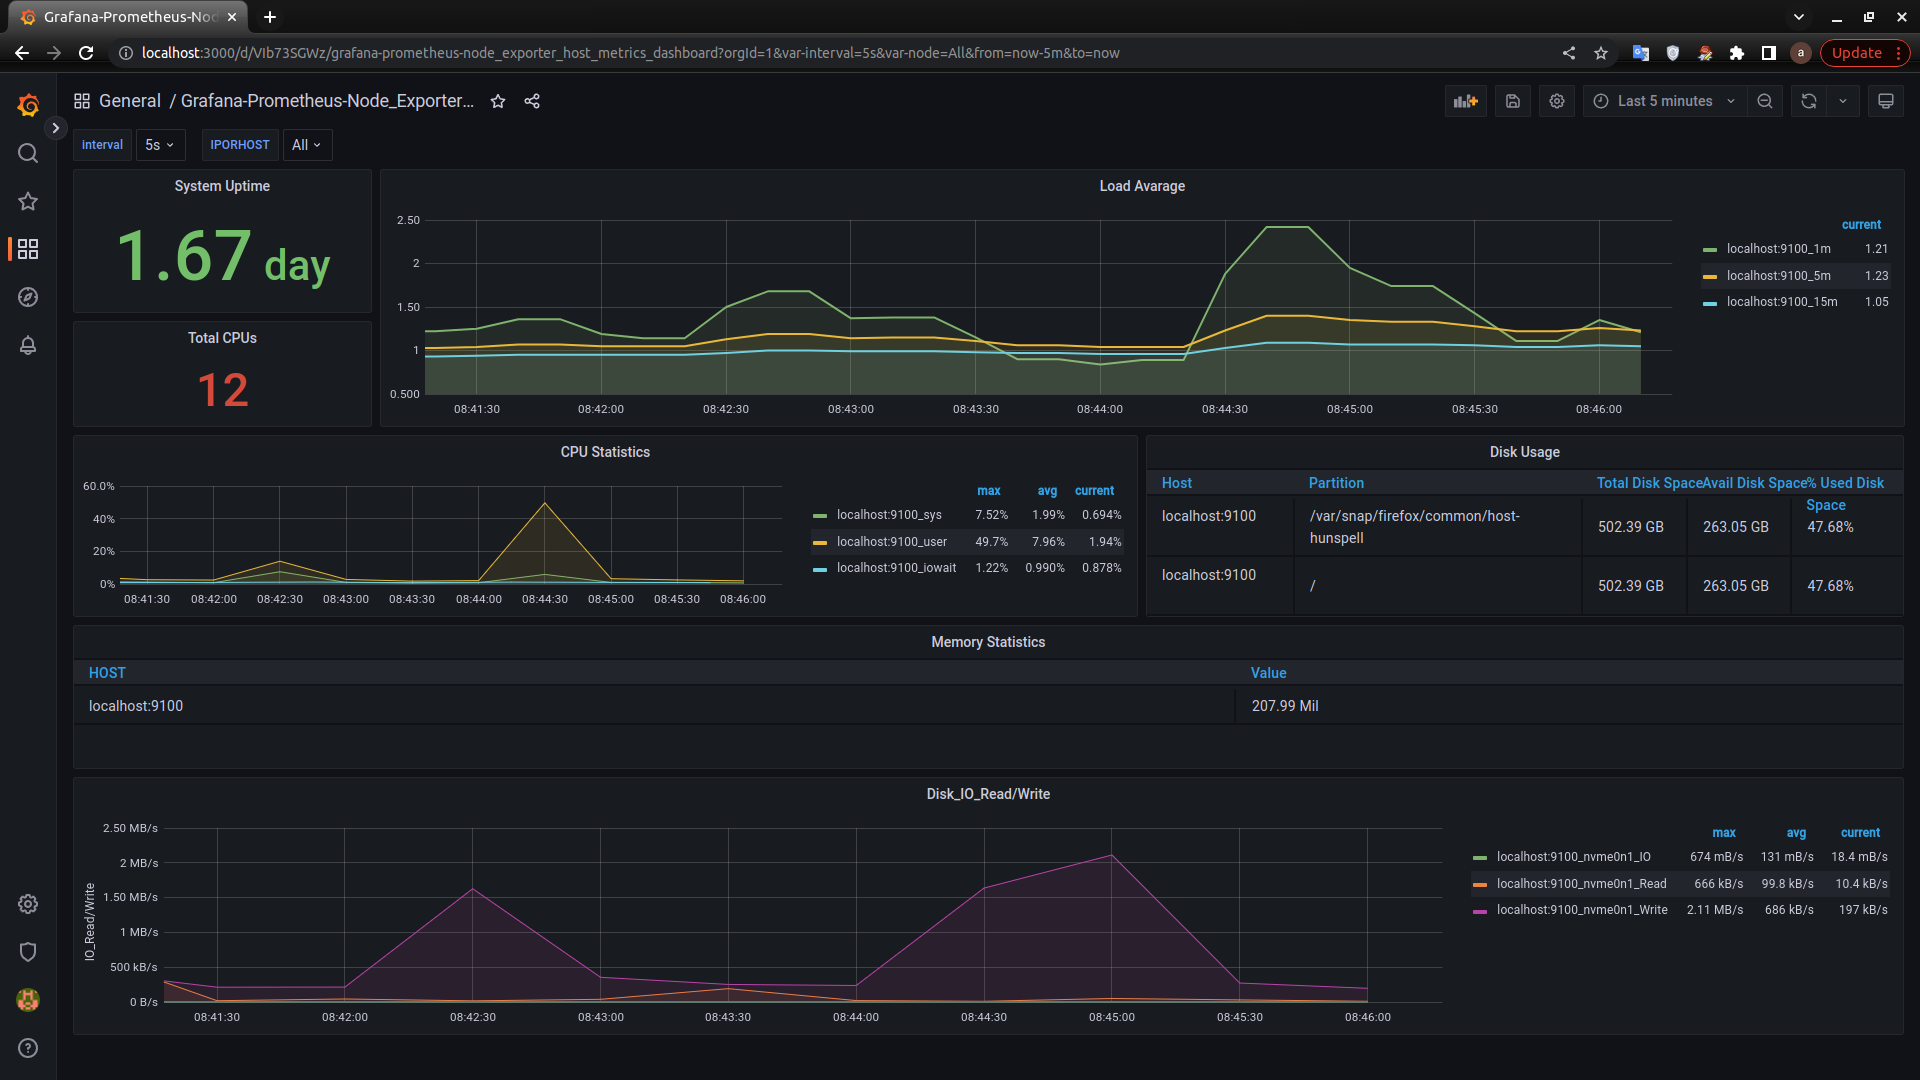 Grafana-Prometheus-Nod
localhost:3000/d/VIb73SGWz/grafana-prometheus-node_exporter_host_metrics_dashboard?orgId=1&var-interval=5s&var-node=All&from=now-5m&to=now
a
Update
General / Grafana-Prometheus-Node_Exporter...
Last 5 minutes
interval 5s IPORHOST All
System Uptime
1.67 day
Total CPUs
12
Load Avarage
2.50
2
1.50
1
0.500
08:41:30 08:42:00 08:42:30 08:43:00 08:43:30 08:44:00 08:44:30 08:45:00 08:45:30 08:46:00
current
localhost:9100_1m 1.21
localhost:9100_5m 1.23
localhost:9100_15m 1.05
CPU Statistics
60.0%
40%
20%
0%
08:41:30 08:42:00 08:42:30 08:43:00 08:43:30 08:44:00 08:44:30 08:45:00 08:45:30 08:46:00
max avg current
localhost:9100_sys 7.52% 1.99% 0.694%
localhost:9100_user 49.7% 7.96% 1.94%
localhost:9100_iowait 1.22% 0.990% 0.878%
Disk Usage
Host Partition Total Disk Space Avail Disk Space % Used Disk
Space
localhost:9100 /var/snap/firefox/common/host-
hunspell 502.39 GB 263.05 GB 47.68%
localhost:9100 / 502.39 GB 263.05 GB 47.68%
Memory Statistics
HOST Value
localhost:9100 207.99 Mil
Disk_IO_Read/Write
IO_Read/Write
2.50 MB/s
2 MB/s
1.50 MB/s
1 MB/s
500 kB/s
0 B/s
08:41:30 08:42:00 08:42:30 08:43:00 08:43:30 08:44:00 08:44:30 08:45:00 08:45:30 08:46:00
max avg current
localhost:9100_nvme0n1_IO 674 mB/s 131 mB/s 18.4 mB/s
localhost:9100_nvme0n1_Read 666 kB/s 99.8 kB/s 10.4 kB/s
localhost:9100_nvme0n1_Write 2.11 MB/s 686 kB/s 197 kB/s